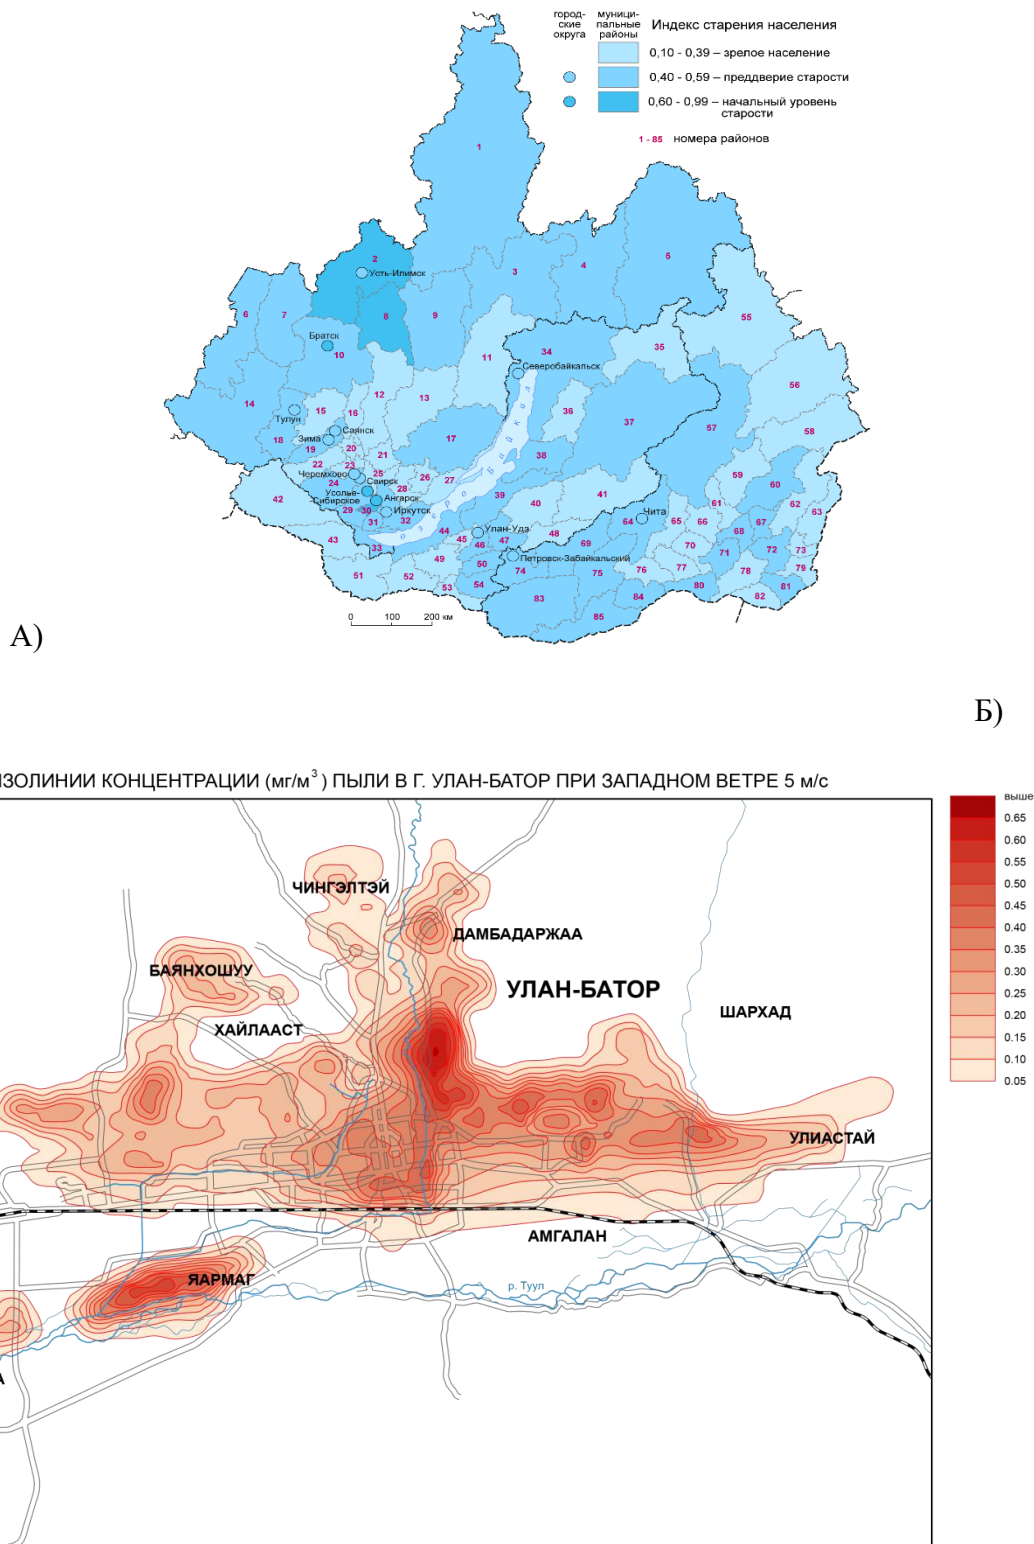 город-
ские
округа
муници-
пальные
районы
Индекс старения населения
0,10 - 0,39 – зрелое население
0,40 - 0,59 – преддверие старости
0,60 - 0,99 – начальный уровень
старости
1 - 85 номера районов
1
2
Усть-Илимск
3
4
5
6
7
8
9
55
Братск
10
11
34
35
Северобайкальск
12
13
56
14
15
16
36
37
57
58
Тулун
Саянск
17
18
Зима
19
20
21
38
22
23
25
26
27
59
60
Черемхово
Свирск
24
28
39
40
41
61
62
63
42
Усолье-
Сибирское
Ангарск
29
30
Иркутск
31
32
Чита
64
65
66
67
43
44
45
Улан-Удэ
46
47
48
69
68
33
49
50
Петровск-Забайкальский
70
71
72
73
51
52
53
54
74
75
76
77
78
79
83
84
80
81
82
85
озеро Байкал
0 100 200 км
А)
Б)
ИЗОЛИНИИ КОНЦЕНТРАЦИИ (мг/м³) ПЫЛИ В Г. УЛАН-БАТОР ПРИ ЗАПАДНОМ ВЕТРЕ 5 м/с
выше
0.65
0.60
0.55
0.50
0.45
0.40
0.35
0.30
0.25
0.20
0.15
0.10
0.05
ЧИНГЭЛТЭЙ
ДАМБАДАРЖАА
БАЯНХОШУУ
УЛАН-БАТОР
ШАРХАД
ХАЙЛААСТ
УЛИАСТАЙ
АМГАЛАН
ЯАРМАГ
р. Туул
А